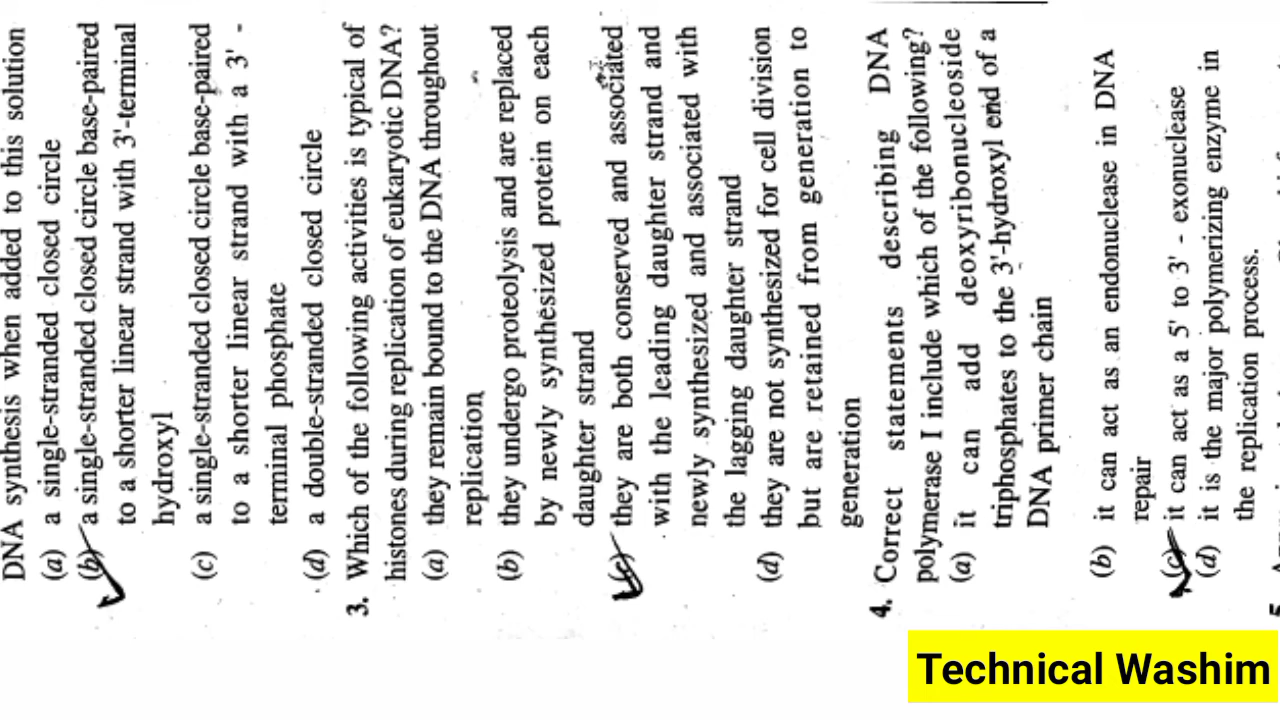 DNA synthesis when added to this solution
(a) a single-stranded closed circle
(b) a single-stranded closed circle base-paired
to a shorter linear strand with 3'-terminal
hydroxyl
(c) a single-stranded closed circle base-paired
to a shorter linear strand with a 3' -
terminal phosphate
(d) a double-stranded closed circle
3. Which of the following activities is typical of
histones during replication of eukaryotic DNA?
(a) they remain bound to the DNA throughout
replication
(b) they undergo proteolysis and are replaced
by newly synthesized protein on each
daughter strand
(c) they are both conserved and associated
with the leading daughter strand and
newly synthesized and associated with
the lagging daughter strand
(d) they are not synthesized for cell division
but are retained from generation to
generation
4. Correct statements describing DNA
polymerase I include which of the following?
(a) it can add deoxyribonucleoside
triphosphates to the 3'-hydroxyl end of a
DNA primer chain
(b) it can act as an endonuclease in DNA
repair
(c) it can act as a 5' to 3' - exonuclease
(d) it is the major polymerizing enzyme in
the replication process.
Technical Washim